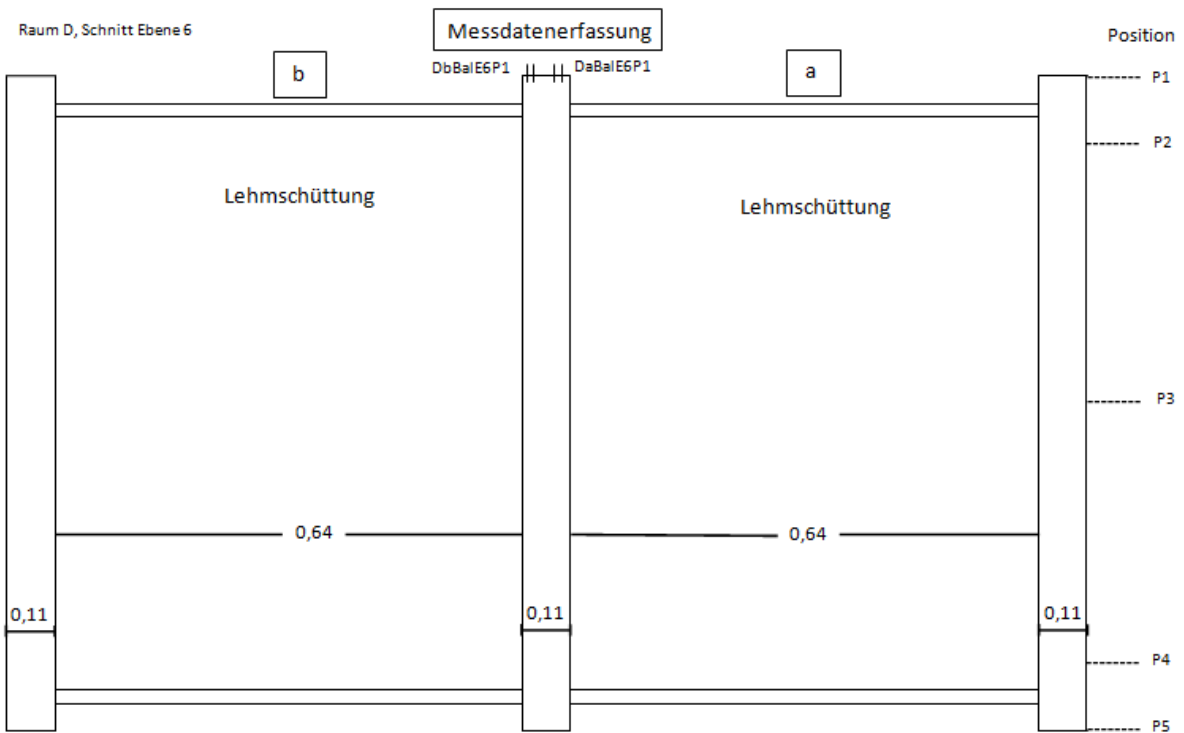 Raum D, Schnitt Ebene 6
Messdatenerfassung
Position
b
DbBalE6P1
DaBalE6P1
a
P1
P2
Lehmschüttung
Lehmschüttung
P3
0,64
0,64
0,11
0,11
0,11
P4
P5